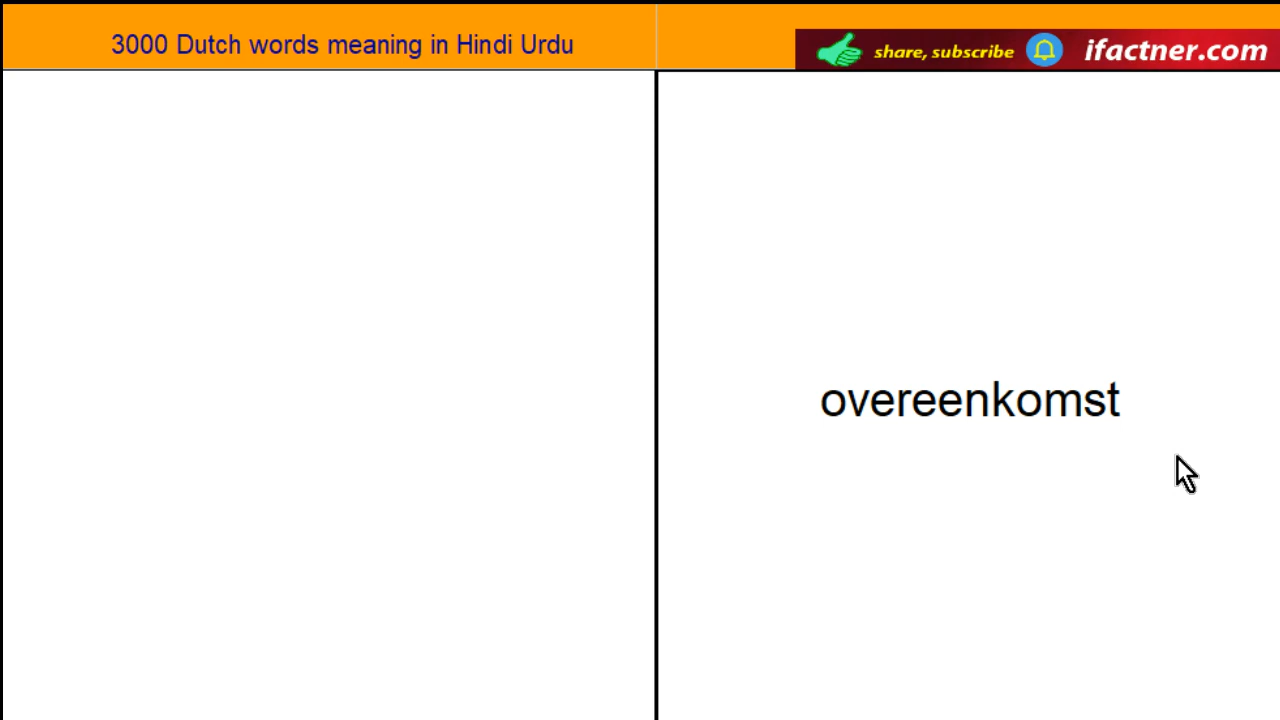 3000 Dutch words meaning in Hindi Urdu
share, subscribe ifactner.com
overeenkomst